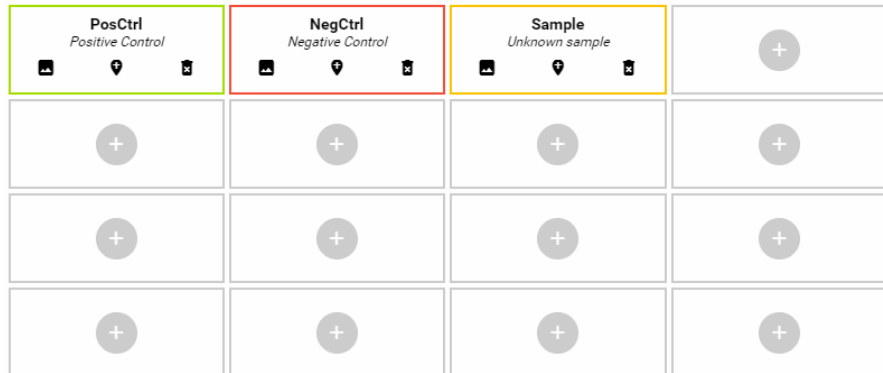 PosCtrl
Positive Control
NegCtrl
Negative Control
Sample
Unknown sample